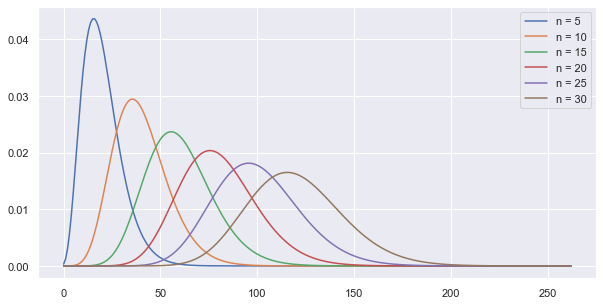 n = 5
n = 10
n = 15
n = 20
n = 25
n = 30
0.04
0.03
0.02
0.01
0.00
0 50 100 150 200 250